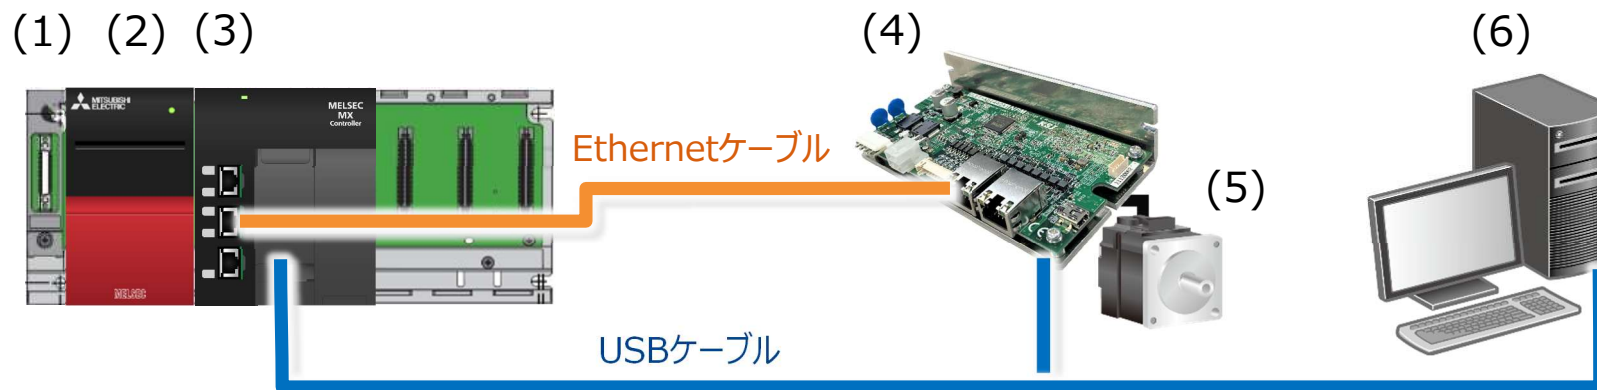 (1) (2) (3) (4) (5) (6)
MITSUBISHI
ELECTRIC
MELSEC
MX
Controller
Ethernetケーブル
MELSEC
USBケーブル